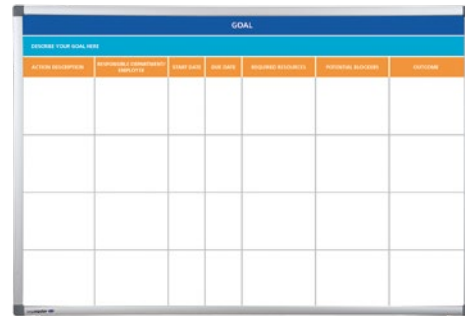 GOAL
DESCRIBE YOUR GOAL HERE
ACTION DESCRIPTION
RESPONSIBLE DEPARTMENT/
EMPLOYEE
START DATE
DUE DATE
REQUIRED RESOURCES
POTENTIAL BLOCKERS
OUTCOME